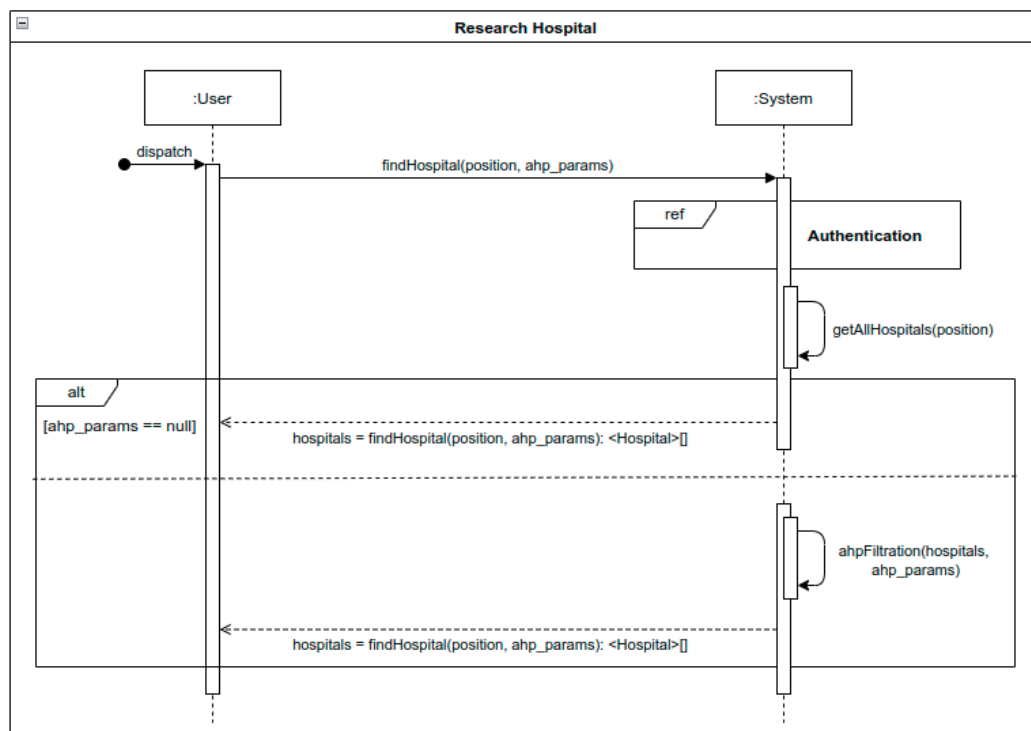 Research Hospital
:User
:System
dispatch
findHospital(position, ahp_params)
ref
Authentication
getAllHospitals(position)
alt
[ahp_params == null]
hospitals = findHospital(position, ahp_params): <Hospital>[]
ahpFiltration(hospitals,
ahp_params)
hospitals = findHospital(position, ahp_params): <Hospital>[]